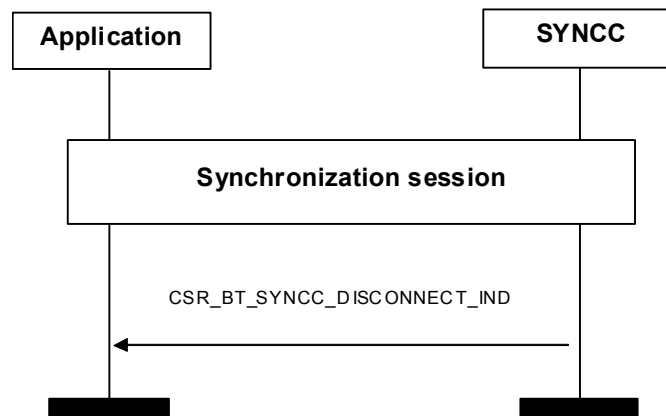 Application
SYNCC
Synchronization session
CSR_BT_SYNCC_DISCONNECT_IND